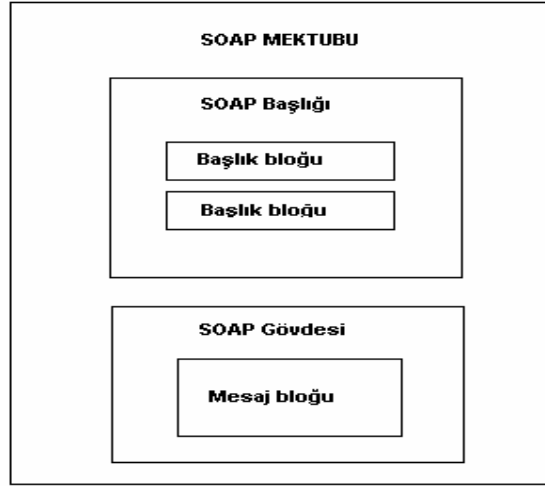 SOAP MEKTUBU
SOAP Başlığı
Başlık bloğu
Başlık bloğu
SOAP Gövdesi
Mesaj bloğu